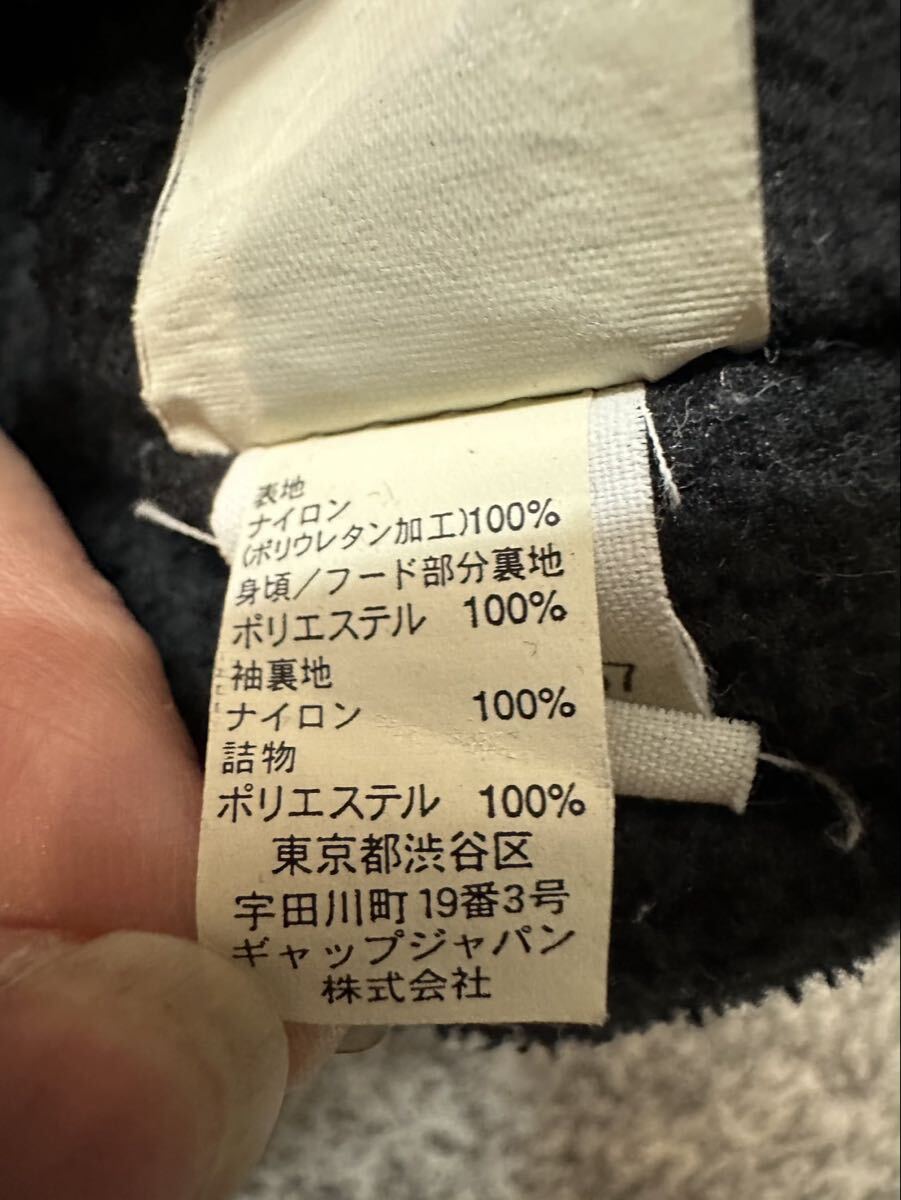 表地
ナイロン
(ポリウレタン加工)100%
身頃/フード部分裏地
ポリエステル 100%
袖裏地
ナイロン 100%
詰物
ポリエステル 100%
東京都渋谷区
宇田川町19番3号
ギャップジャパン
株式会社